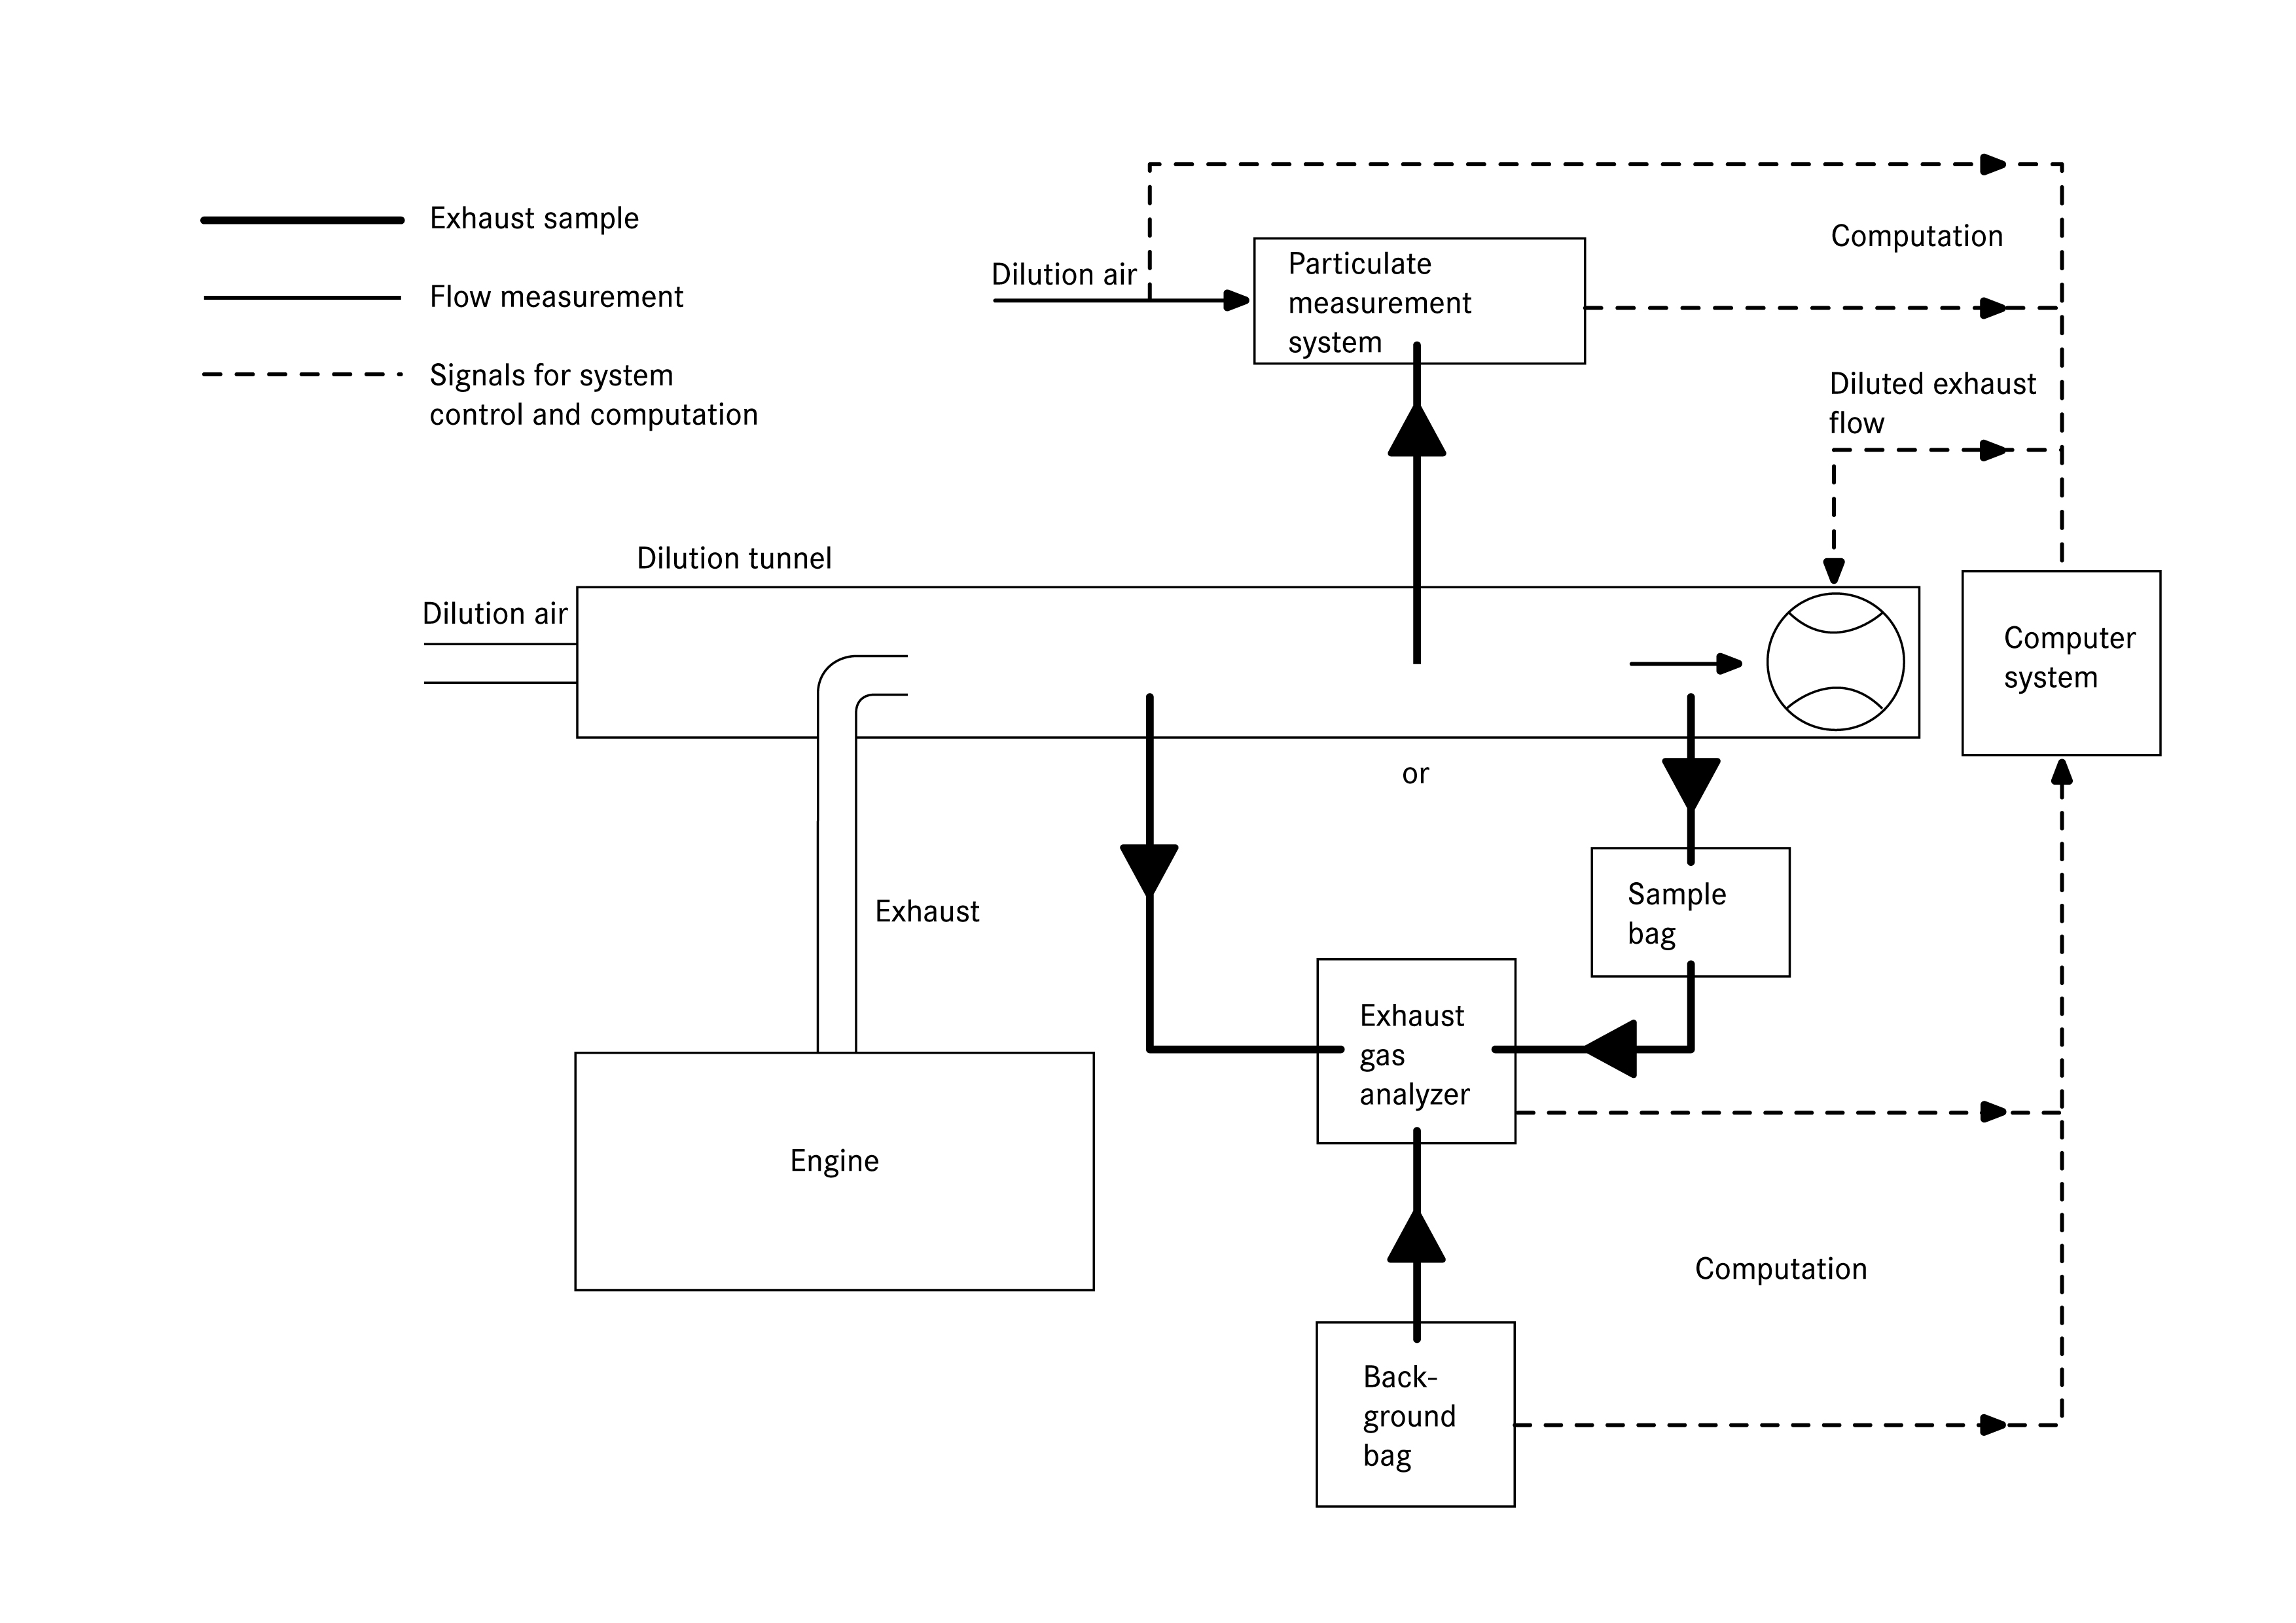 Exhaust sample
Flow measurement
Signals for system
control and computation
Dilution air
Particulate
measurement
system
Computation
Diluted exhaust
flow
Dilution tunnel
Dilution air
Computer
system
or
Exhaust
Sample
bag
Exhaust
gas
analyzer
Engine
Computation
Back-
ground
bag